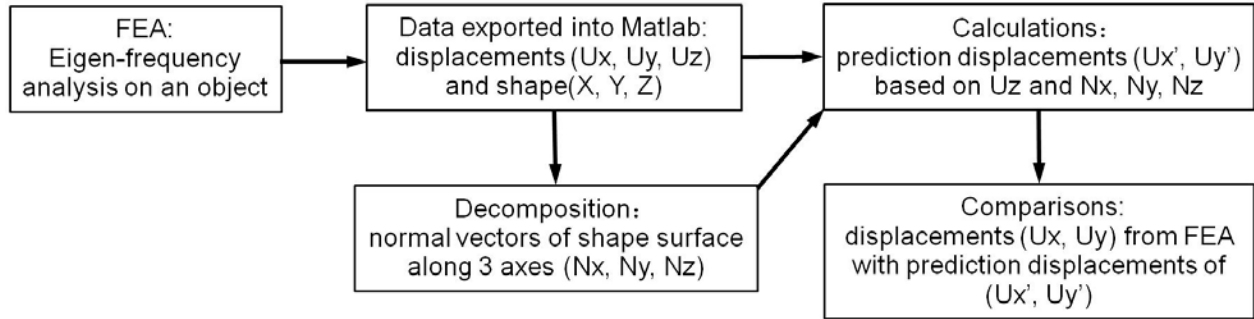 FEA:
Eigen-frequency
analysis on an object
Data exported into Matlab:
displacements (Ux, Uy, Uz)
and shape(X, Y, Z)
Calculations：
prediction displacements (Ux’, Uy’)
based on Uz and Nx, Ny, Nz
Decomposition：
normal vectors of shape surface
along 3 axes (Nx, Ny, Nz)
Comparisons:
displacements (Ux, Uy) from FEA
with prediction displacements of
(Ux’, Uy’)